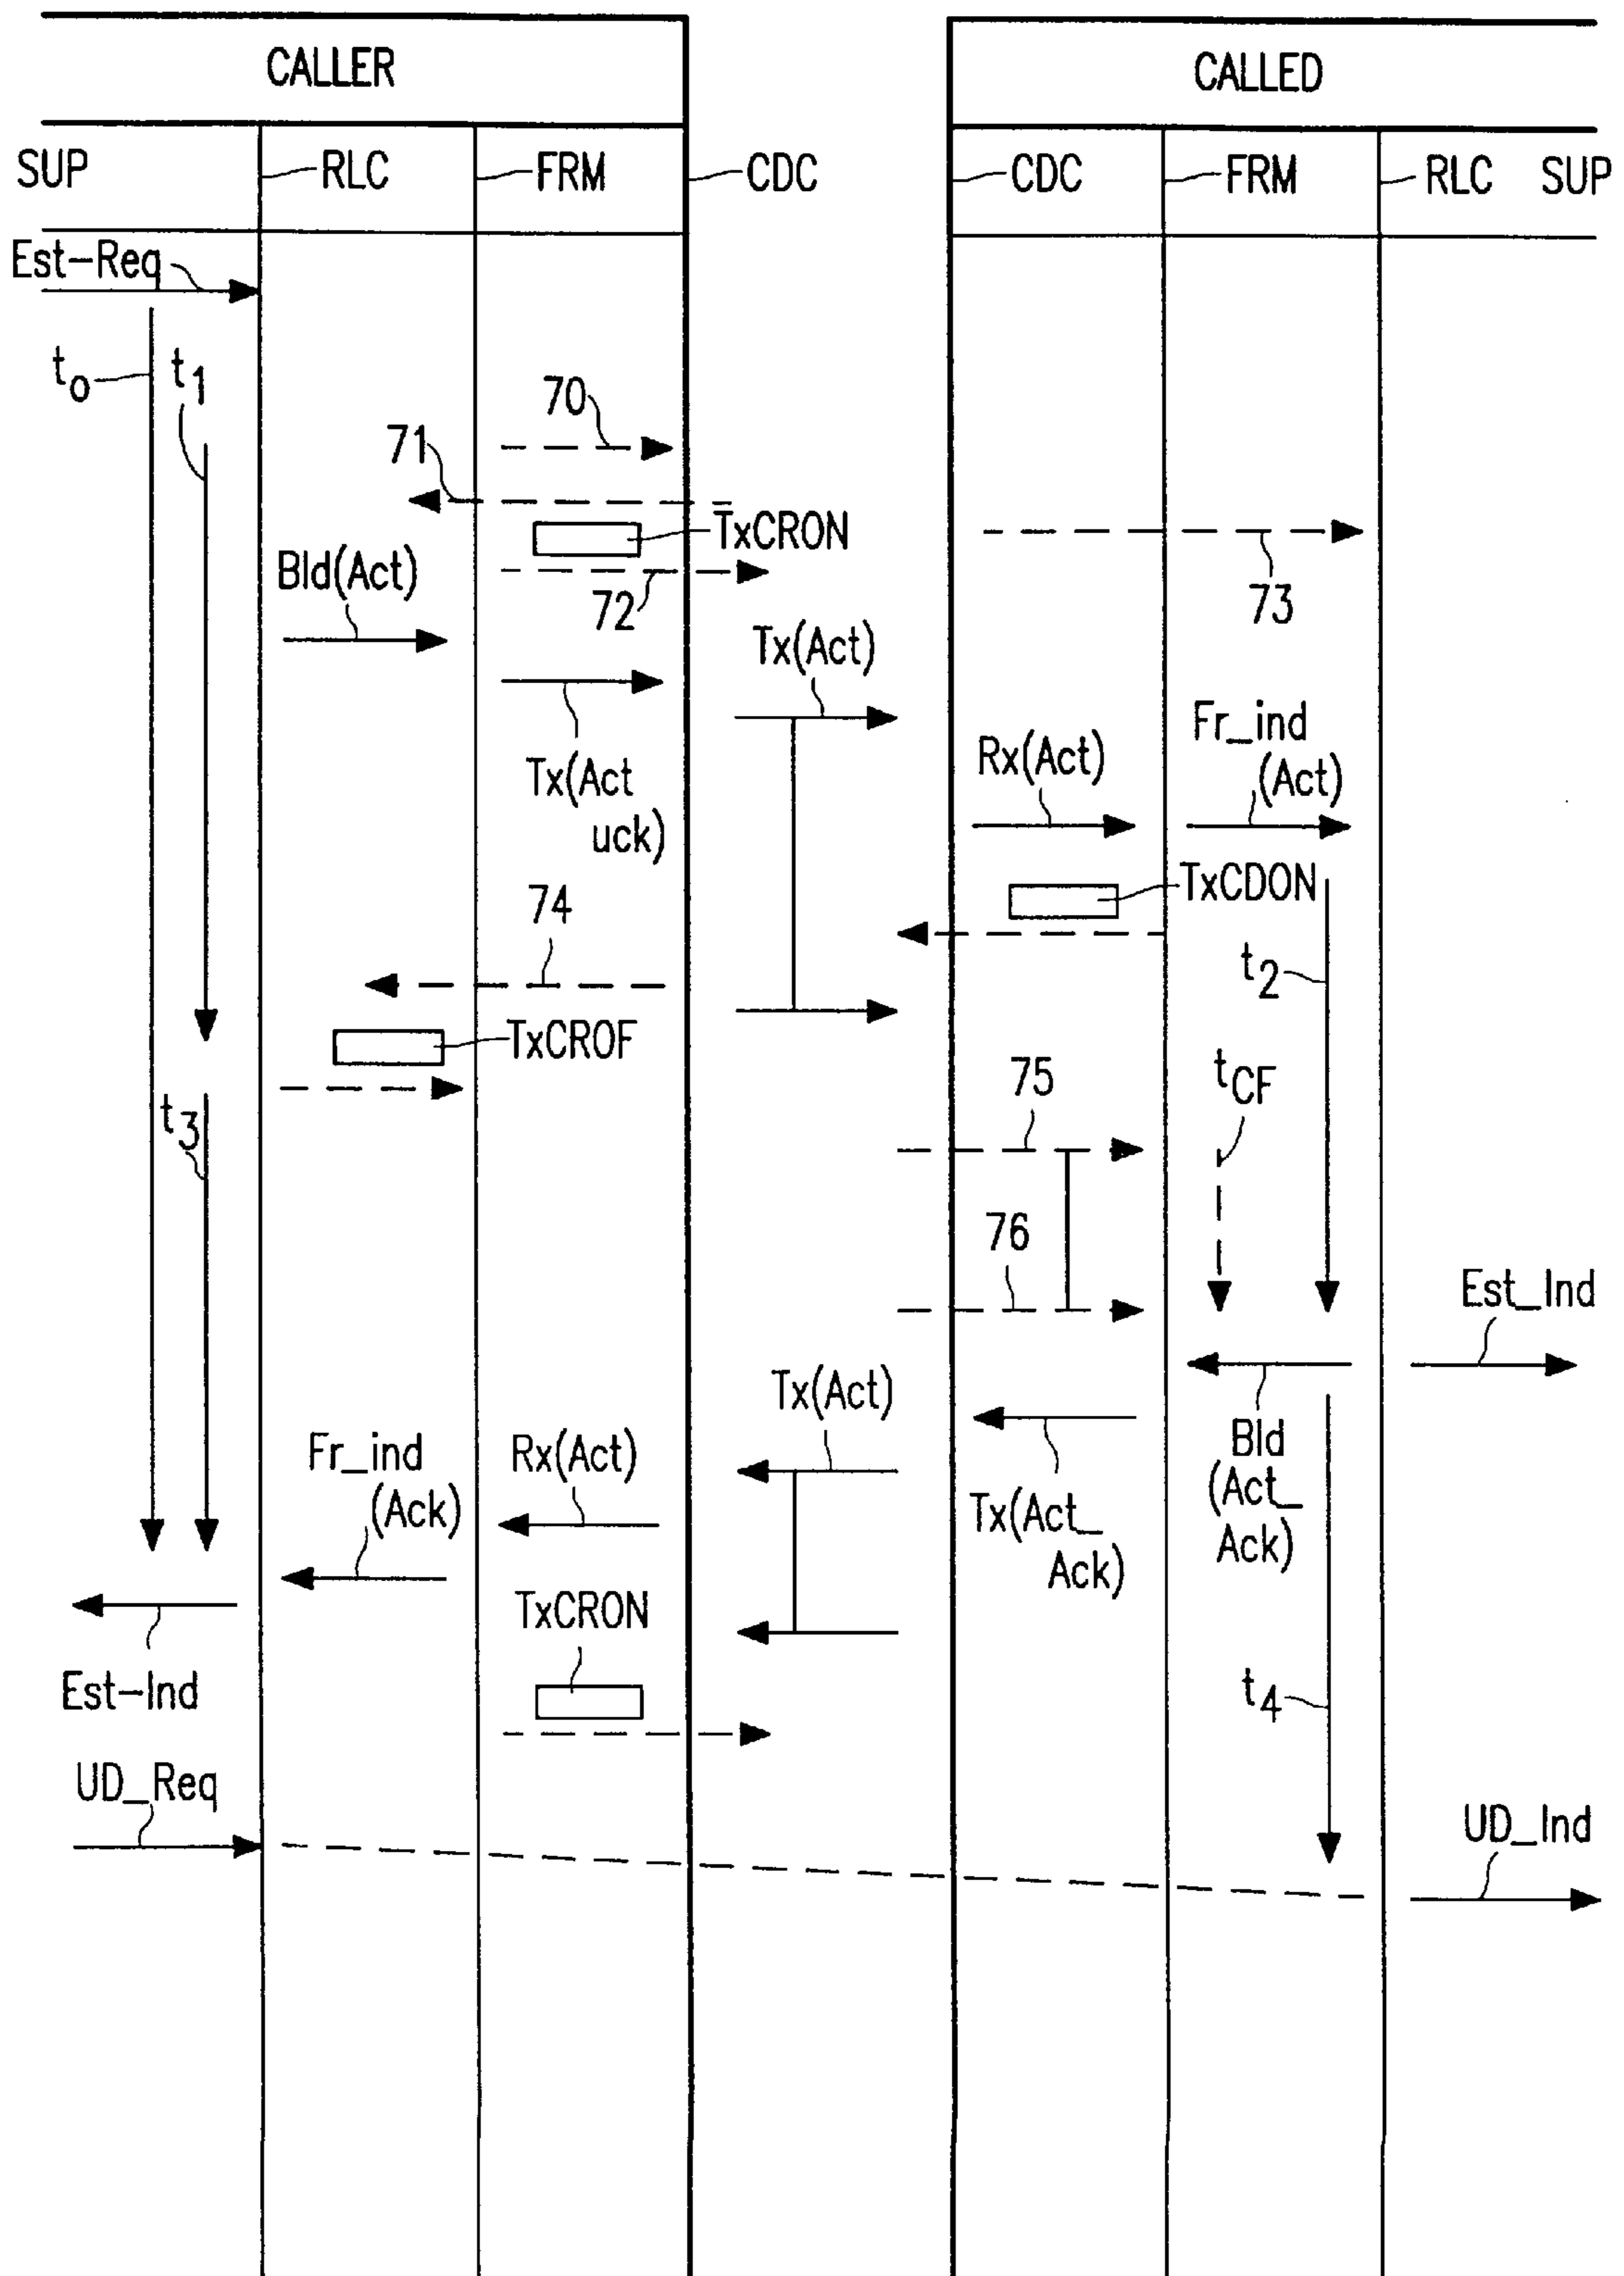 CALLER
CALLED
SUP
RLC
FRM
CDC
CDC
FRM
RLC
SUP
Est-Req
t0
t1
70
71
TxCRON
Bld(Act)
72
73
Tx(Act)
Tx(Act
uck)
Rx(Act)
Fr_ind
(Act)
TxCDON
74
t2
TxCROF
t3
75
tCF
76
Est_Ind
Tx(Act)
Bld
(Act_
Ack)
Fr_ind
(Ack)
Rx(Act)
Tx(Act_
Ack)
TxCRON
Est-Ind
t4
UD_Req
UD_Ind